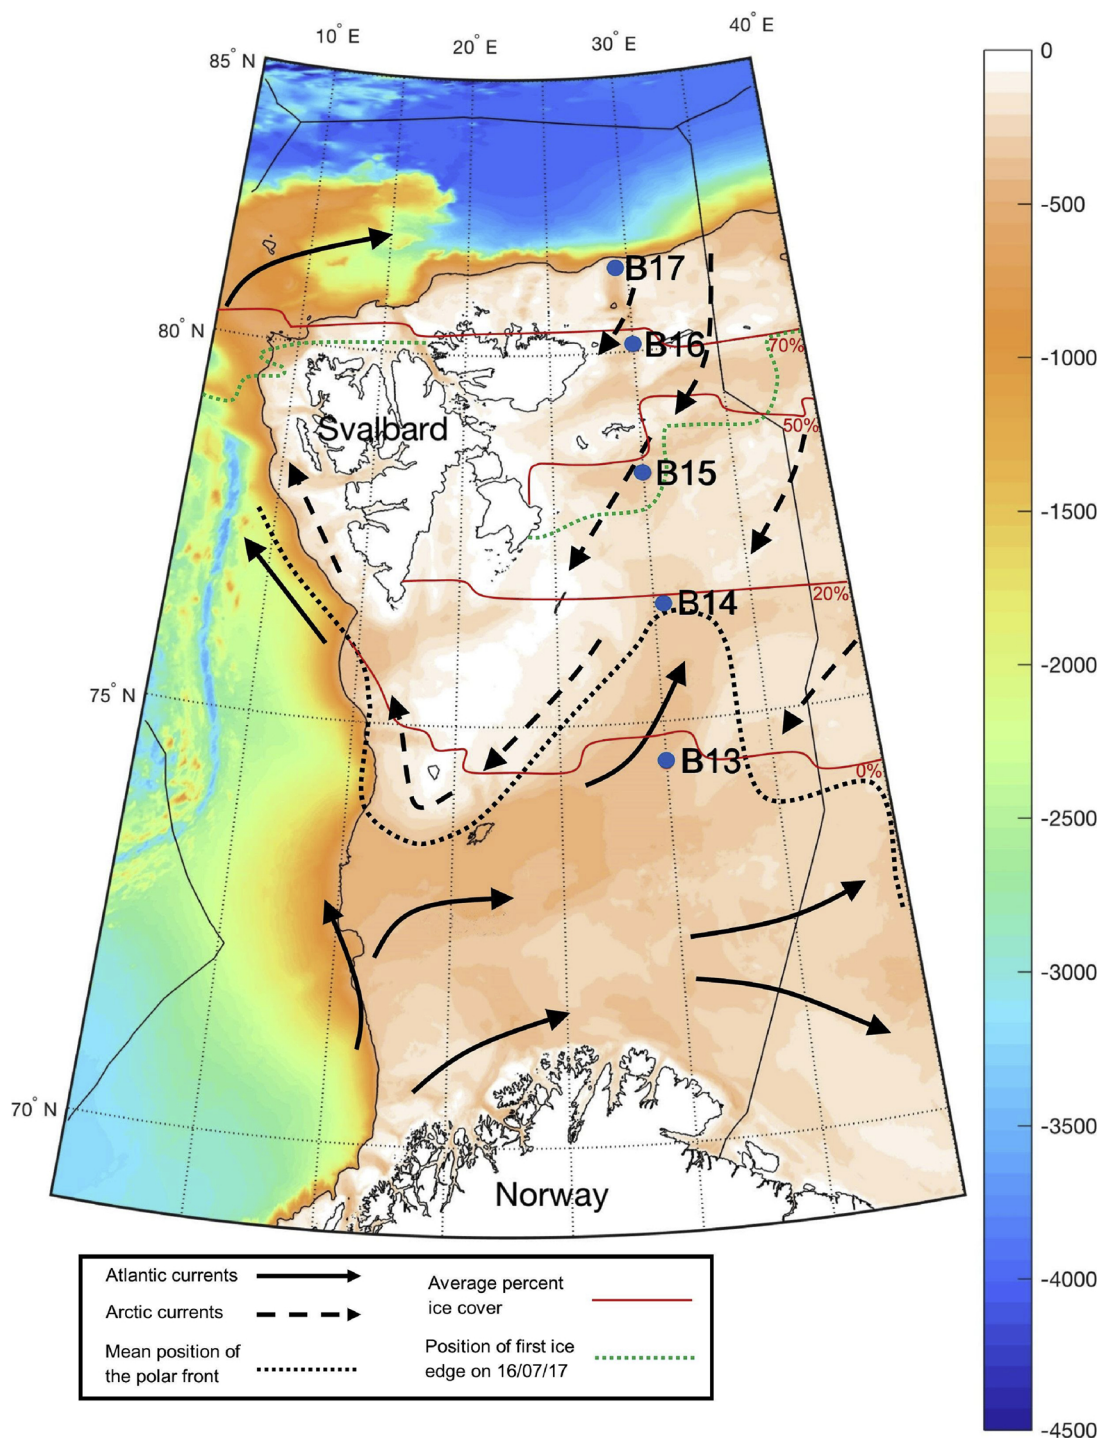 10° E
20° E
30° E
40° E
85° N
80° N
75° N
70° N
B17
B16
70%
50%
Svalbard
B15
20%
B14
B13
0%
Norway
0
-500
-1000
-1500
-2000
-2500
-3000
-3500
-4000
-4500
Atlantic currents
Arctic currents
Mean position of
the polar front
Average percent
ice cover
Position of first ice
edge on 16/07/17